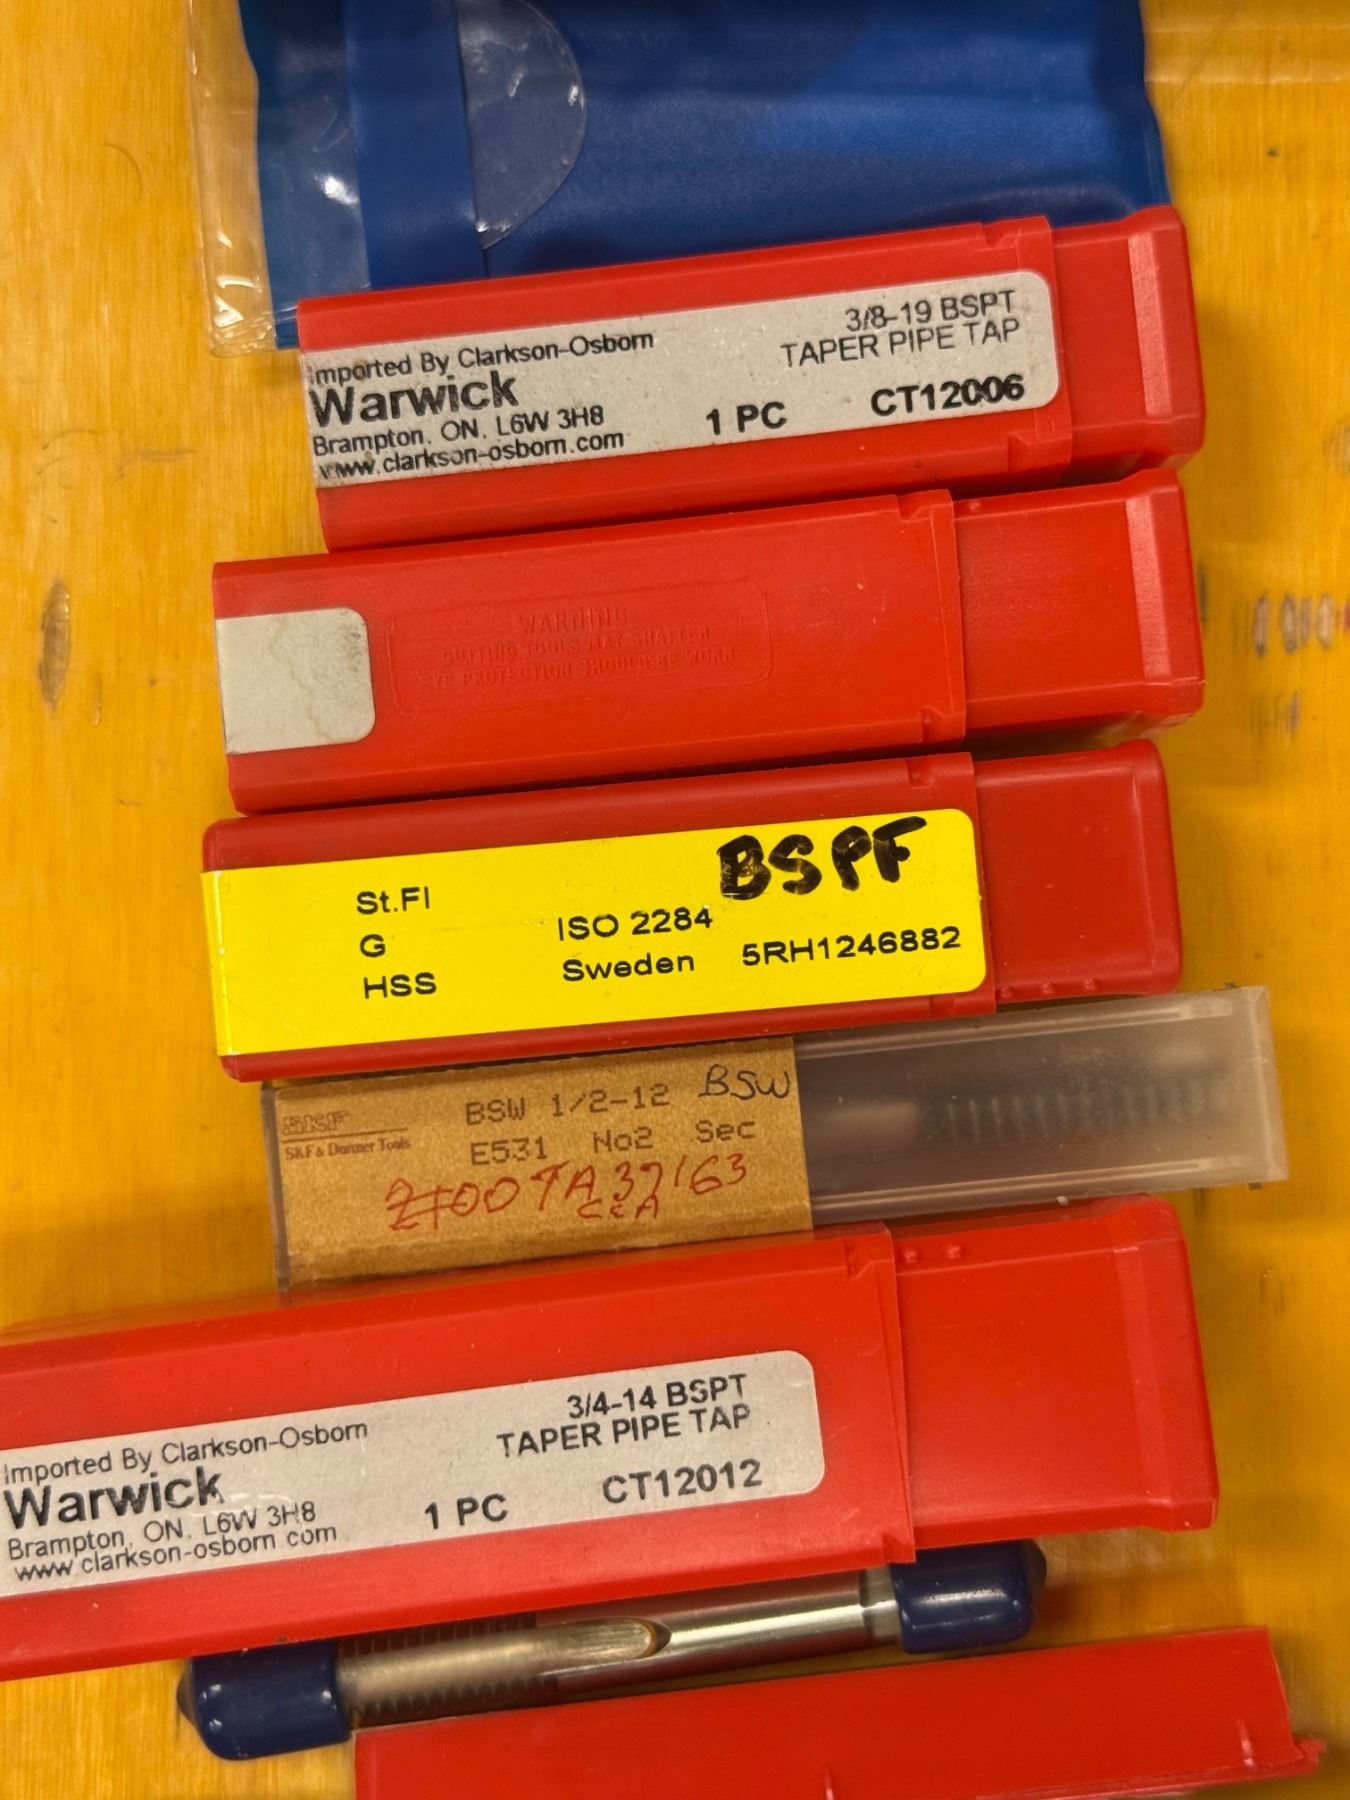 Imported By Clarkson-Osborn
Warwick
Brampton, ON. L6W 3H8
www.clarkson-osborn.com
1 PC
3/8-19 BSPT
TAPER PIPE TAP
CT12006
WARNING
CUTTING TOOLS MAY SHATTER
EYE PROTECTION SHOULD BE WORN
BSPF
St.Fl
G
HSS
ISO 2284
Sweden
5RH1246882
SKF & Dormer Tools
BSW 1/2-12 BSW
E531 No2 Sec
3/4-14 BSPT
TAPER PIPE TAP
CT12012
Imported By Clarkson-Osborn
Warwick
Brampton, ON. L6W 3H8
www.clarkson-osborn.com
1 PC